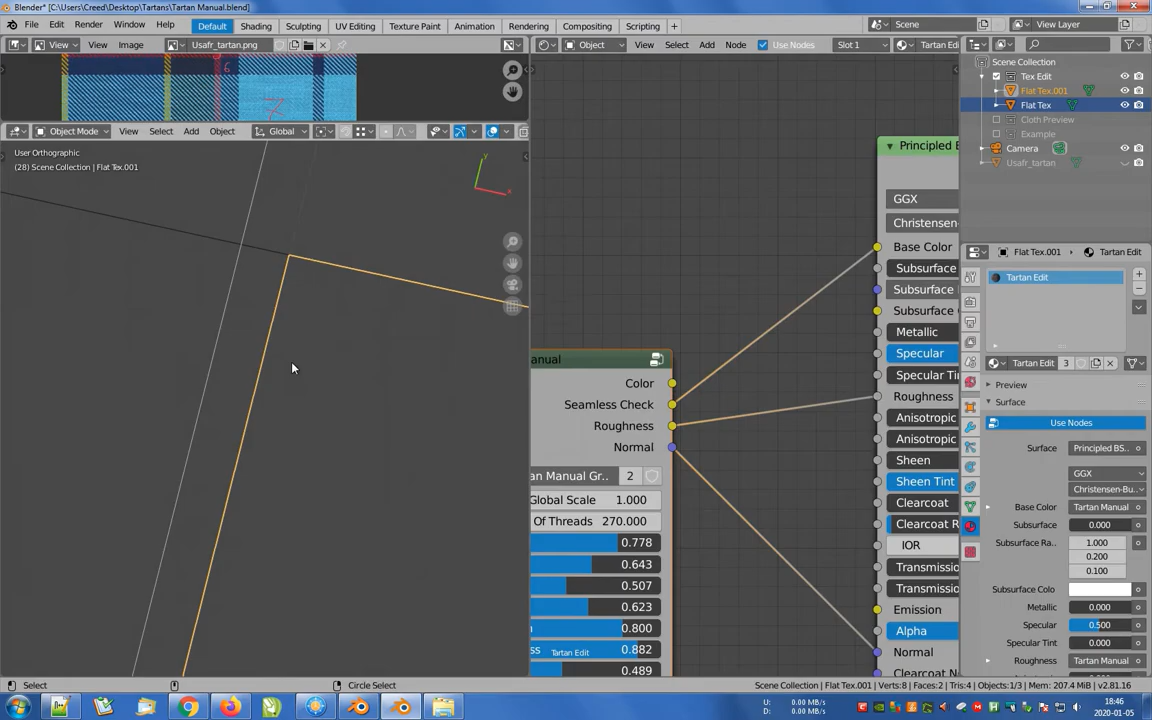 Blender* [C:\Users\Creed\Desktop\Tartans\Tartan Manual.blend]
File Edit Render Window Help
Default Shading Sculpting UV Editing Texture Paint Animation Rendering Compositing Scripting
Scene
View Layer
View View Image Usafr_tartan.png
Object View Select Add Node Use Nodes Slot 1 Tartan Ed
6
7
Object Mode View Select Add Object Global
User Orthographic
(28) Scene Collection | Flat Tex.001
y
x
anual
Color
Seamless Check
Roughness
Normal
an Manual Gr.. 2
Global Scale 1.000
Of Threads 270.000
0.778
0.643
0.507
0.623
0.800
0.882
0.489
Tartan Edit
Principled B
GGX
Christensen-
Base Color
Subsurface
Subsurface
Subsurface C
Metallic
Specular
Specular Ti
Roughness
Anisotropic
Anisotropic
Sheen
Sheen Tint
Clearcoat
Clearcoat R
IOR
Transmissio
Transmissio
Emission
Alpha
Normal
Clearcoat N
Scene Collection
Tex Edit
Flat Tex.001
Flat Tex
Cloth Preview
Example
Camera
Usafr_tartan
Flat Tex.001 Tartan Edit
Tartan Edit
Tartan Edit 3
Preview
Surface
Use Nodes
Surface Principled BS..
GGX
Christensen-Bu..
Base Color Tartan Manual
Subsurface 0.000
Subsurface Ra.. 1.000
0.200
0.100
Subsurface Colo
Metallic 0.000
Specular 0.500
Specular Tint 0.000
Roughness Tartan Manual
Select
Circle Select
Scene Collection | Flat Tex.001 | Verts:8 | Faces:2 | Tris:4 | Objects:1/3 | Mem: 207.4 MiB | v2.81.16
U: 0.00 MB/s
D: 0.00 MB/s
18:46
2020-01-05